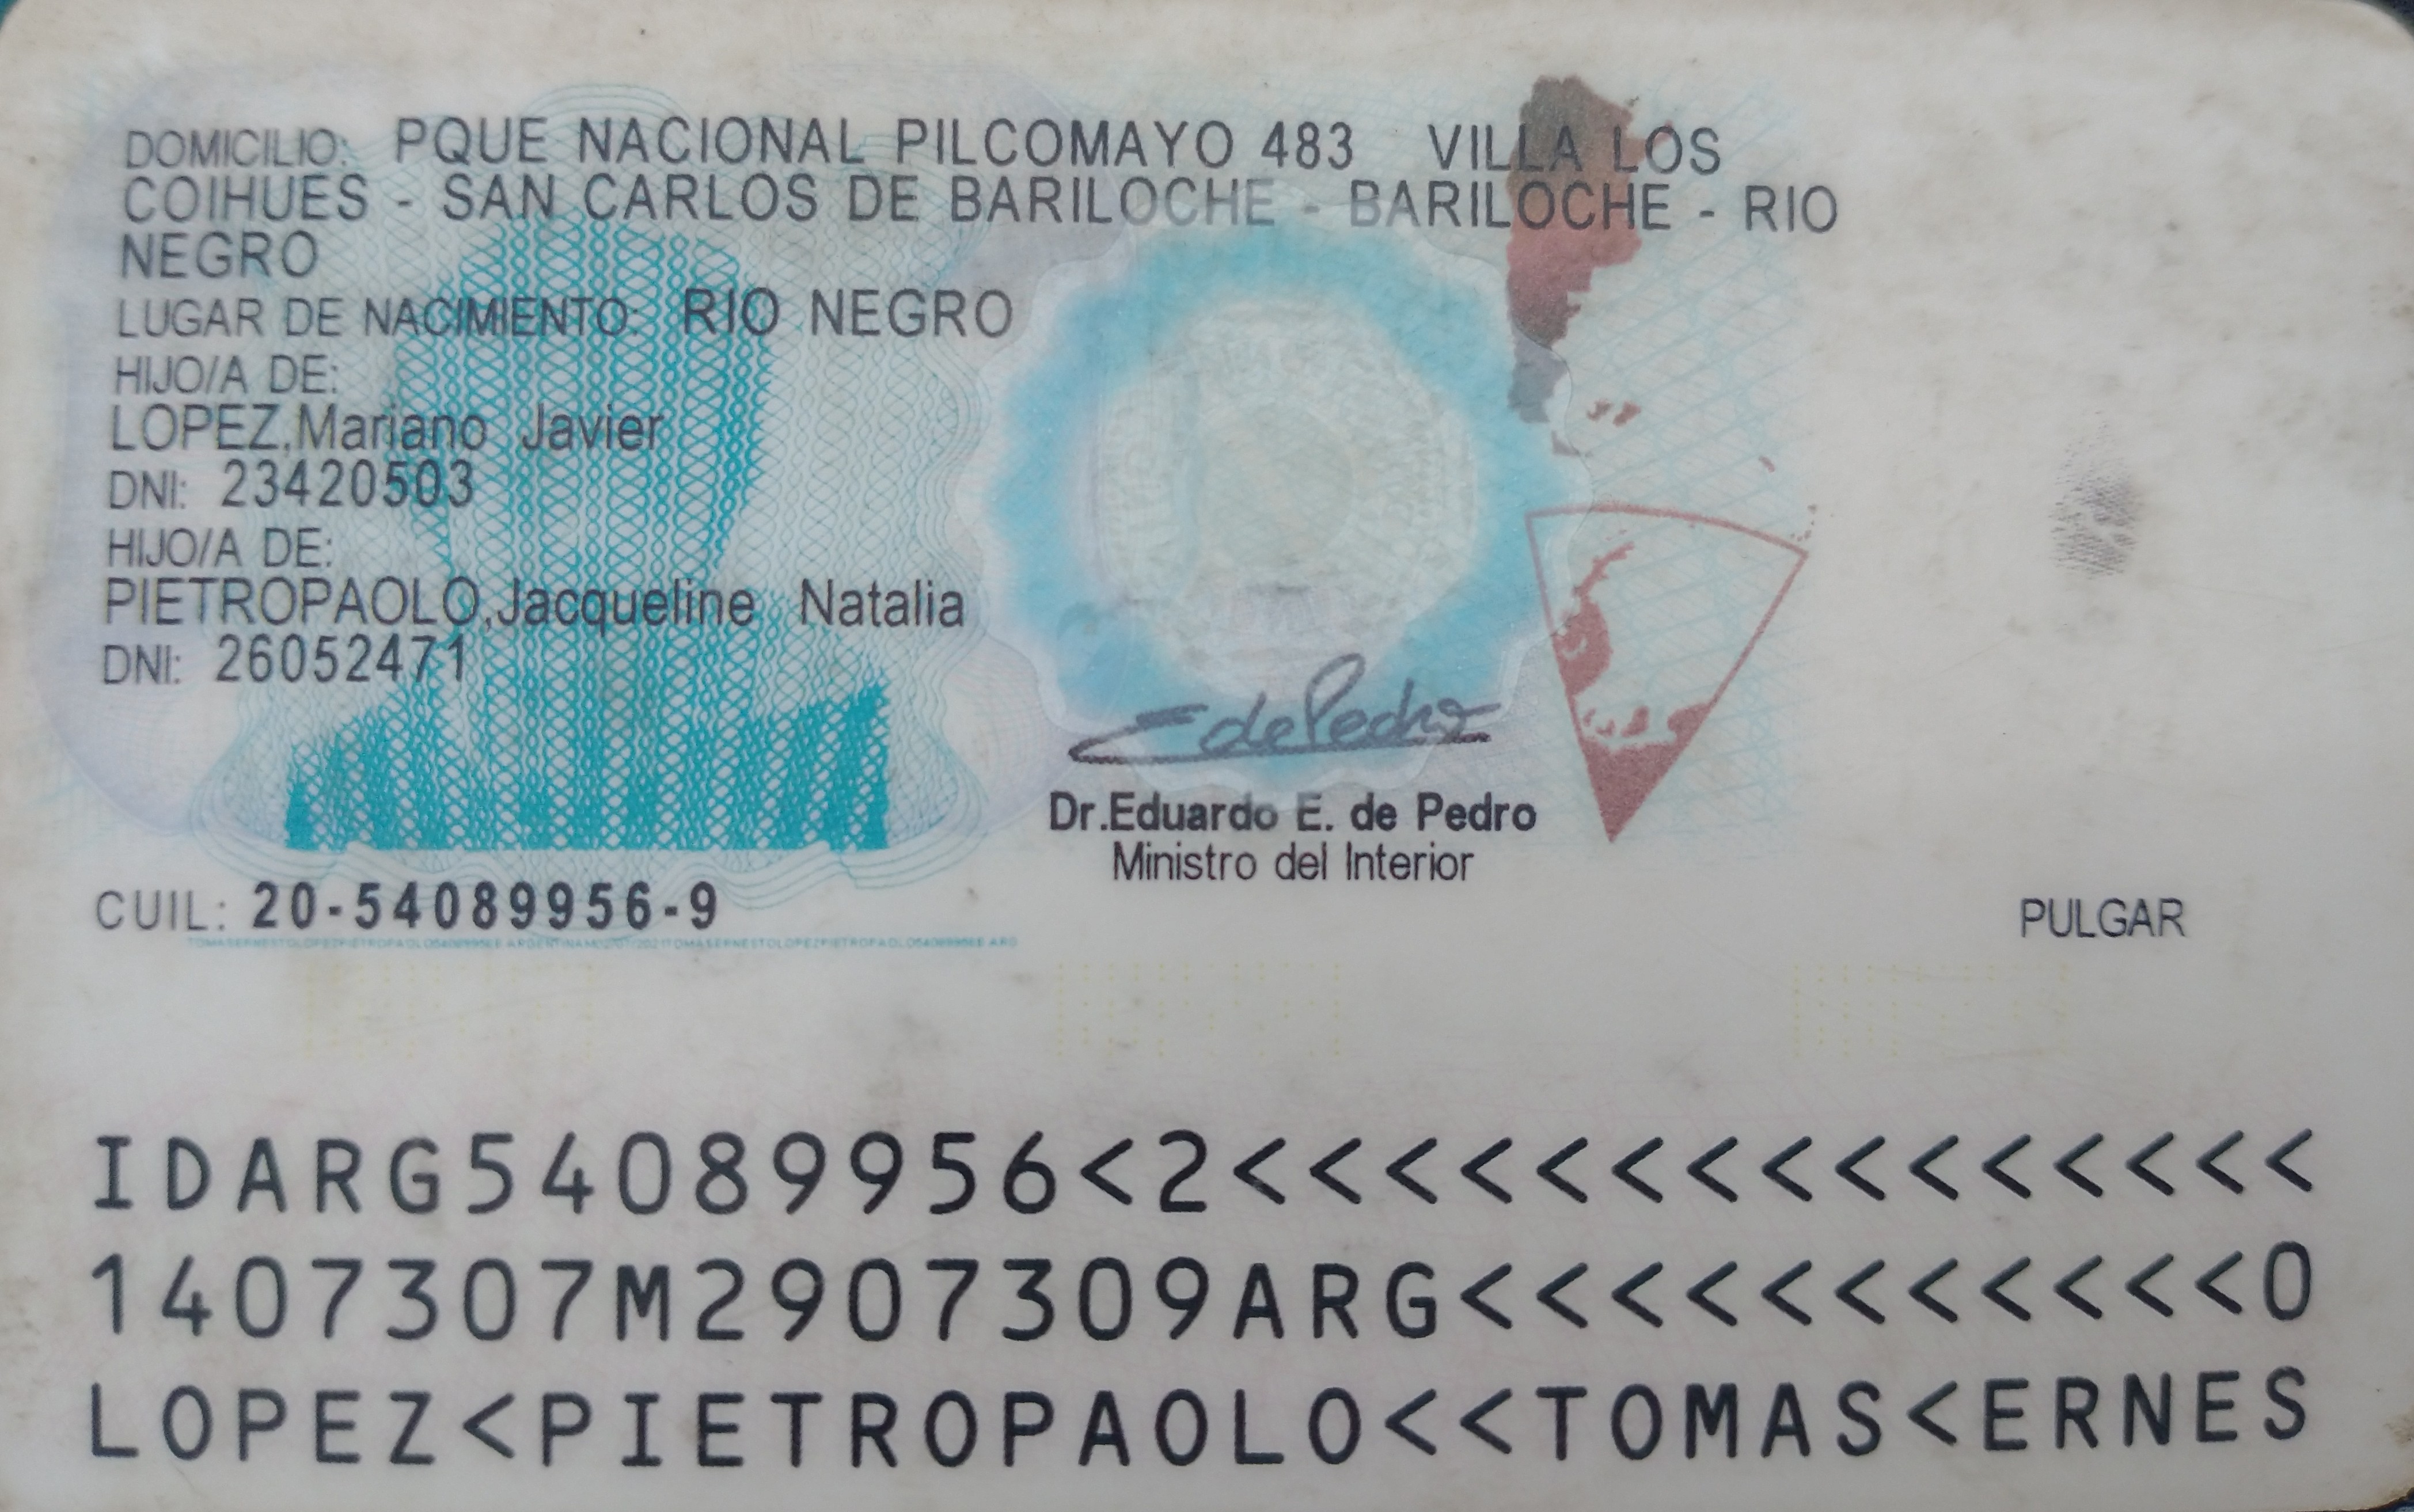 DOMICILIO: PQUE NACIONAL PILCOMAYO 483 VILLA LOS
COIHUES - SAN CARLOS DE BARILOCHE - BARILOCHE - RIO
NEGRO
LUGAR DE NACIMIENTO: RIO NEGRO
HIJO/A DE:
LOPEZ,Mariano Javier
DNI: 23420503
HIJO/A DE:
PIETROPAOLO,Jacqueline Natalia
DNI: 26052471
E de Pedro
Dr.Eduardo E. de Pedro
Ministro del Interior
CUIL: 20-54089956-9
PULGAR
IDARG54089956<2<<<<<<<<<<<<<<<
1407307M2907309ARG<<<<<<<<<<<0
LOPEZ<PIETROPAOLO<<TOMAS<ERNES